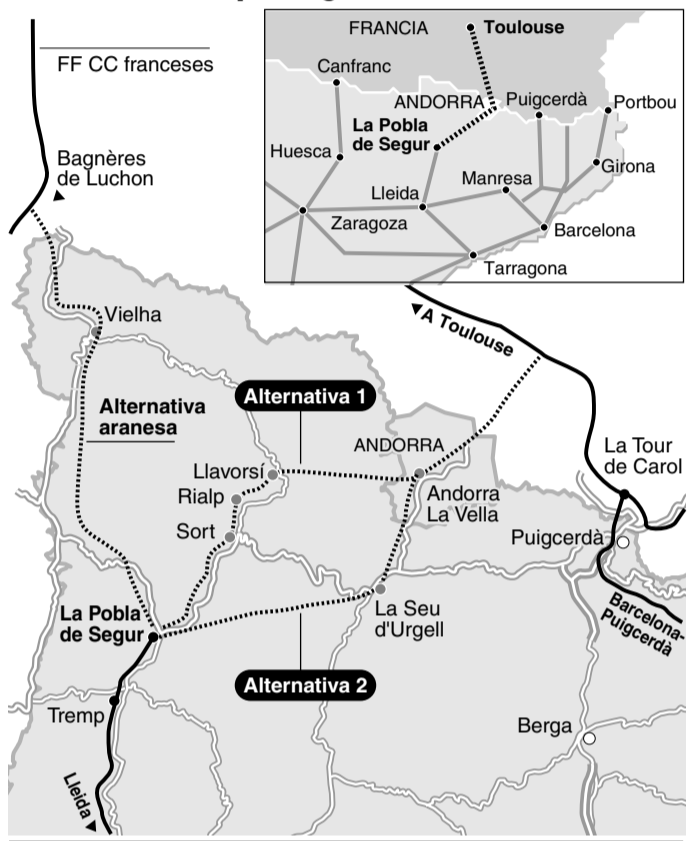 FF CC franceses
Bagnères
de Luchon
FRANCIA
Toulouse
Canfranc
ANDORRA
Puigcerdà
Portbou
La Pobla
de Segur
Huesca
Manresa
Girona
Lleida
Zaragoza
Barcelona
Tarragona
Vielha
A Toulouse
Alternativa
aranesa
Alternativa 1
ANDORRA
La Tour
de Carol
Llavorsí
Rialp
Andorra
La Vella
Sort
Puigcerdà
La Pobla
de Segur
La Seu
d'Urgell
Barcelona-
Puigcerdà
Alternativa 2
Tremp
Berga
Lleida